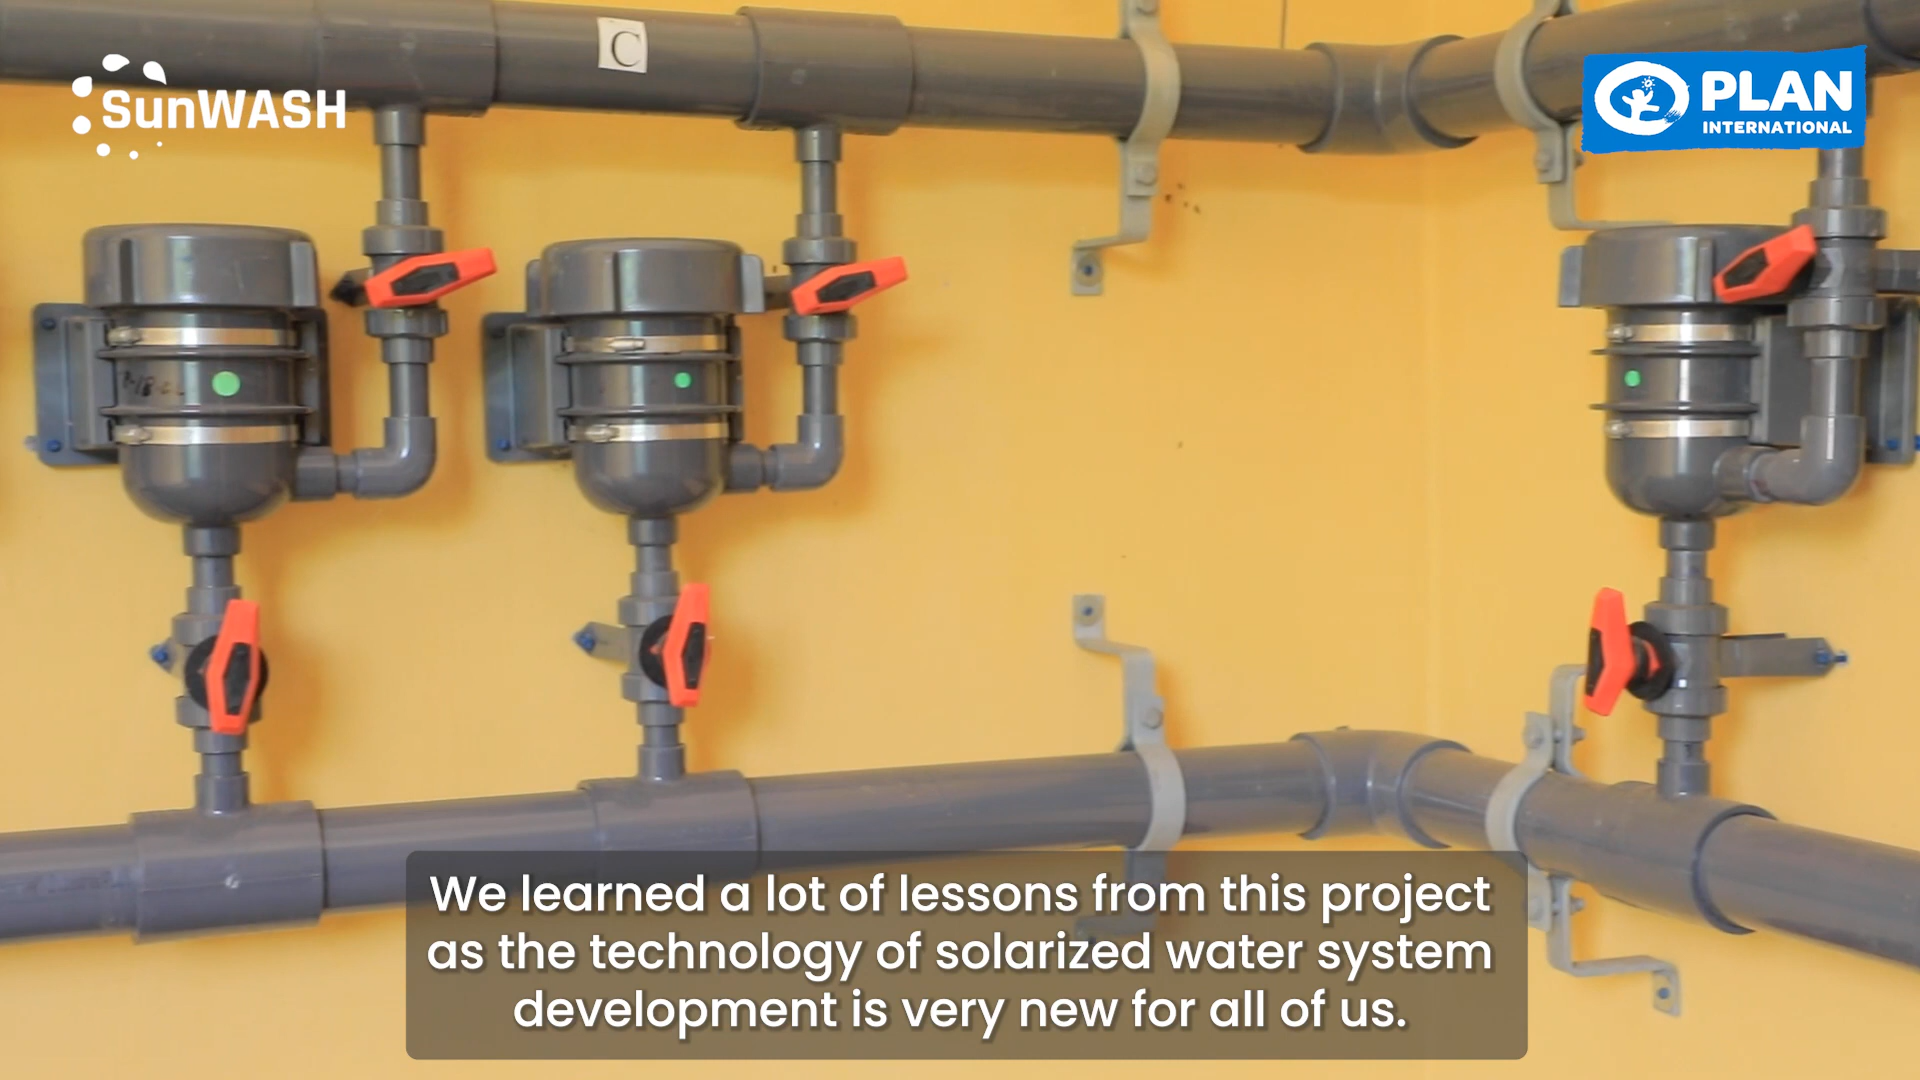 C
SunWASH
PLAN
INTERNATIONAL
We learned a lot of lessons from this project
as the technology of solarized water system
development is very new for all of us.